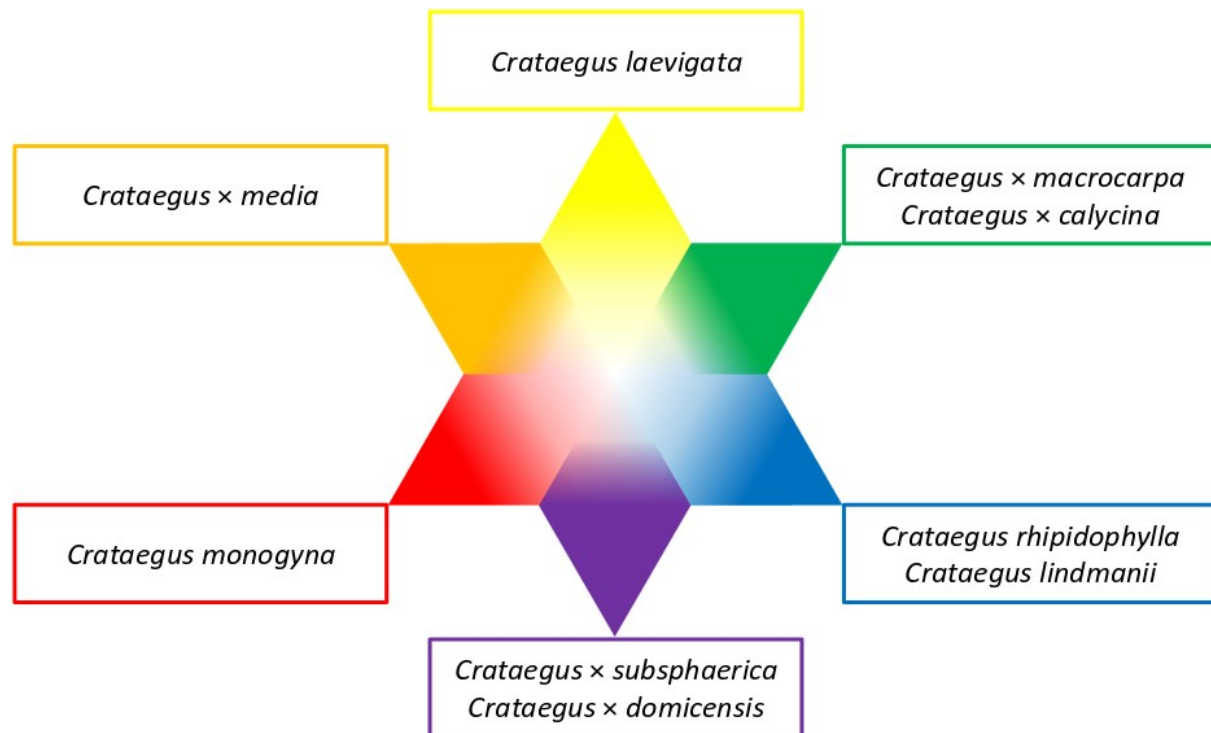 Crataegus laevigata
Crataegus × media
Crataegus × macrocarpa
Crataegus × calycina
Crataegus monogyna
Crataegus rhipidophylla
Crataegus lindmanii
Crataegus × subsphaerica
Crataegus × domicensis